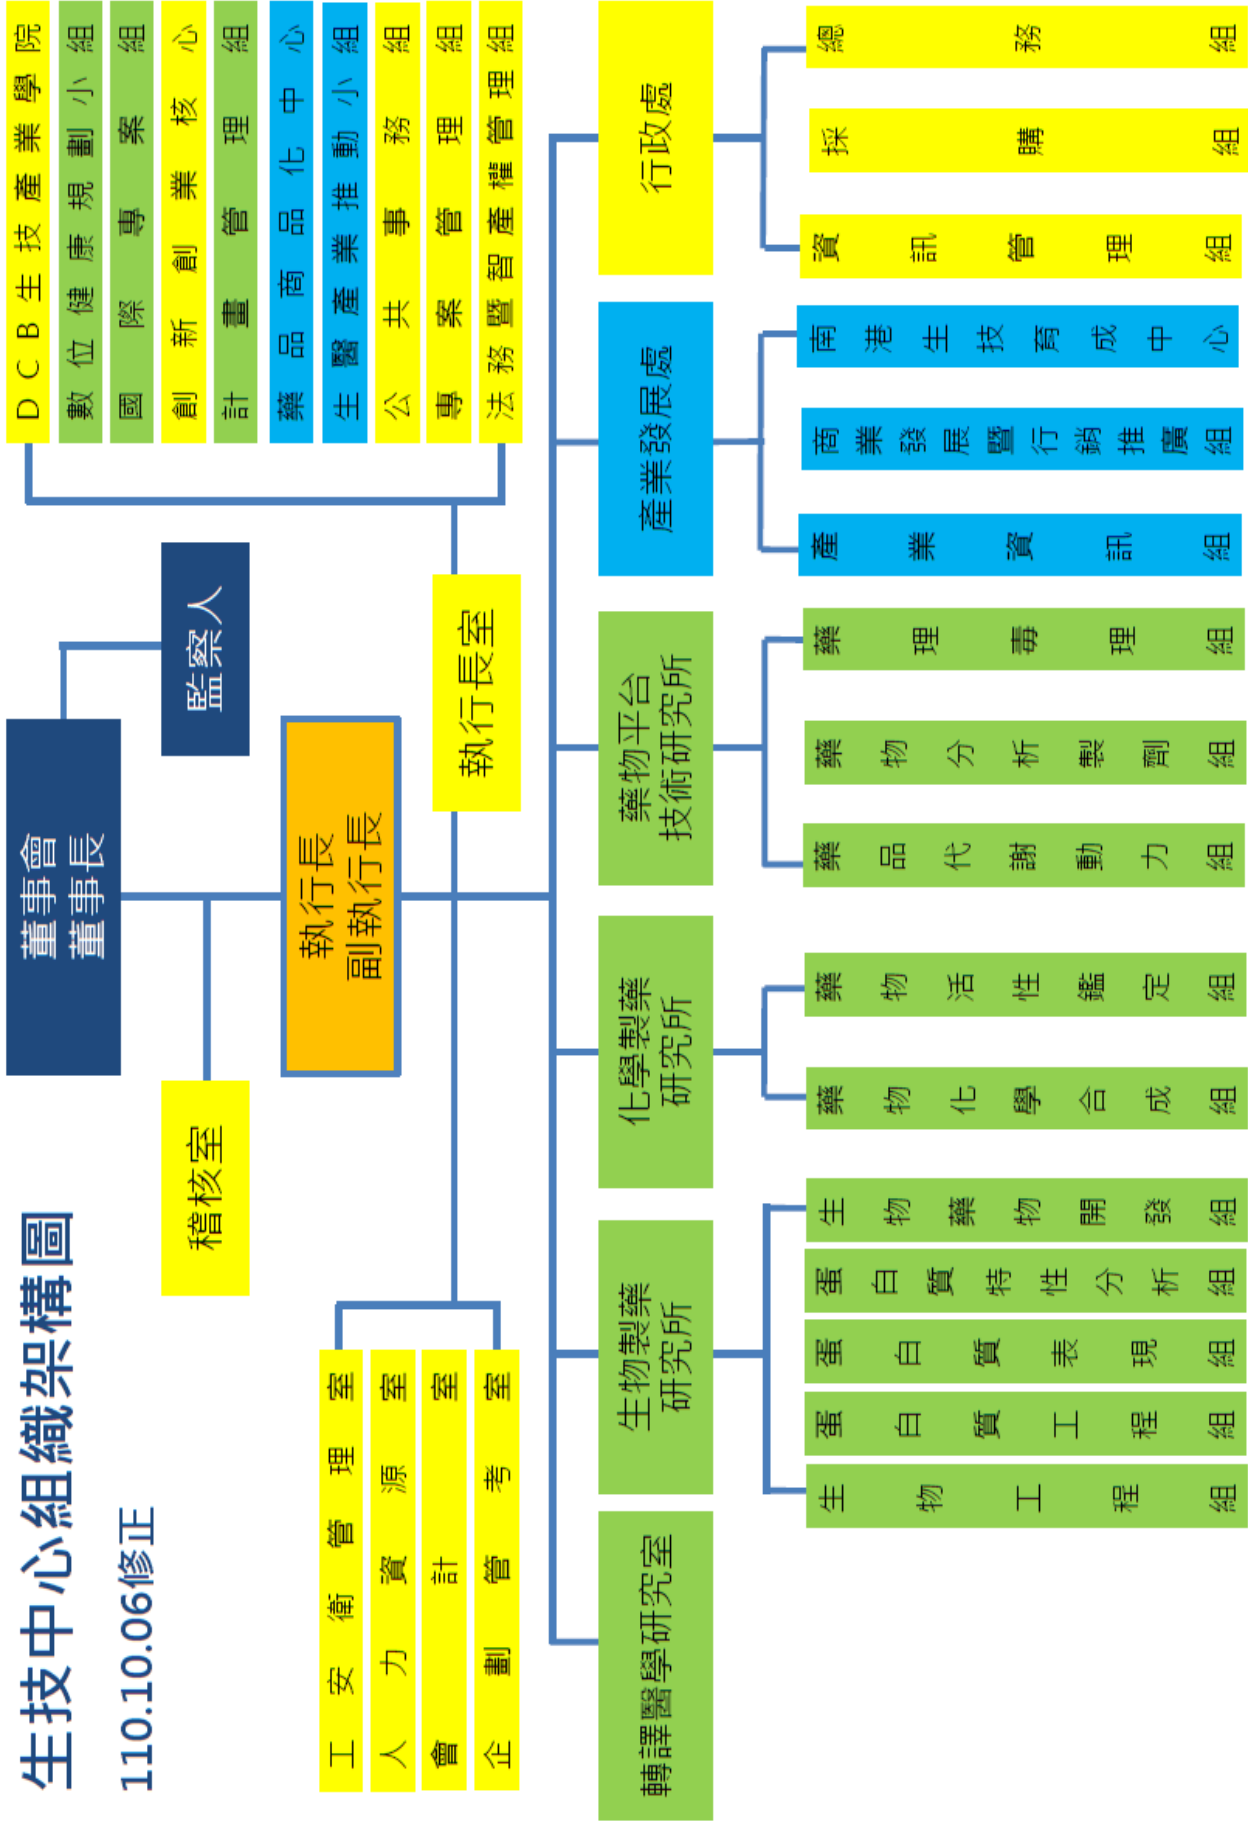 生技中心組織架構圖
110.10.06修正
董事會
董事長
監察人
稽核室
執行長
副執行長
執行長室
工安衛管理室
人力資源室
會計室
企劃管考室
DCB生技產業學院
數位健康規劃小組
國際專案組
創新創業核心
計畫管理組
藥品商品化中心
生醫產業推動小組
公共事務組
專案管理組
法務暨智產權管理組
轉譯醫學研究室
生物製藥
研究所
化學製藥
研究所
藥物平台
技術研究所
產業發展處
行政處
生物工程組
蛋白質工程組
蛋白質表現組
蛋白質特性分析組
生物藥物開發組
藥物化學合成組
藥物活性鑑定組
藥品代謝動力組
藥物分析製劑組
藥理毒理組
產業資訊組
商業發展暨行銷推廣組
南港生技育成中心
資訊管理組
採購組
總務組